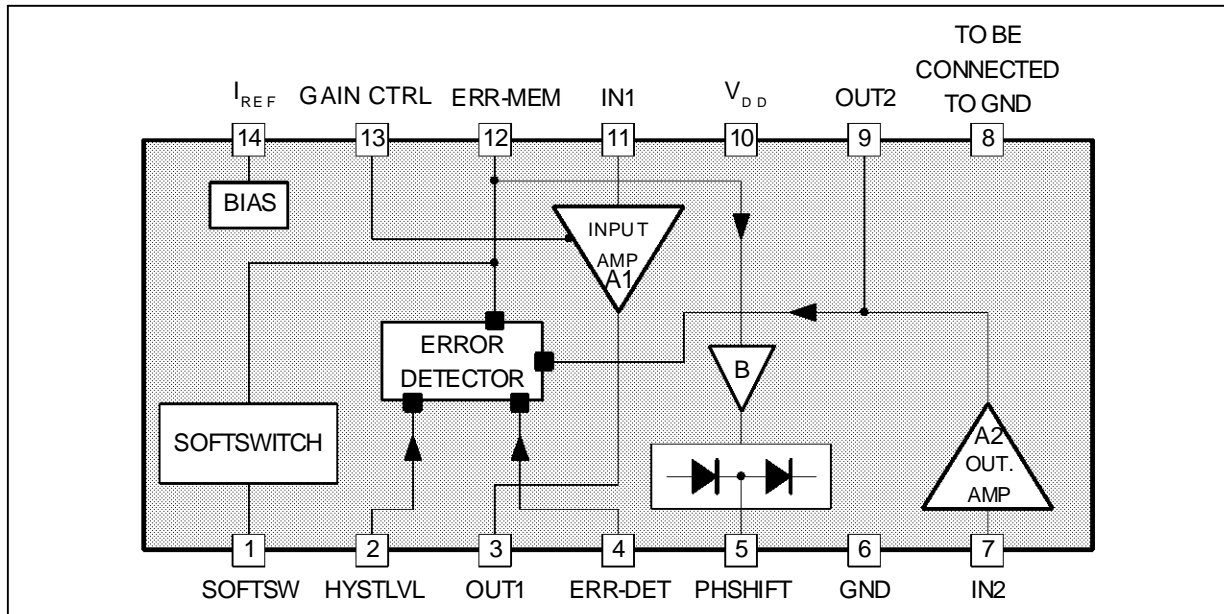 TO BE
CONNECTED
TO GND
IREF GAIN CTRL ERR-MEM IN1 VDD OUT2
14 13 12 11 10 9 8
BIAS
INPUT
AMP
A1
ERROR
DETECTOR
B
SOFTSWITCH
A2
OUT.
AMP
1 2 3 4 5 6 7
SOFTSW HYSTLVL OUT1 ERR-DET PHSHIFT GND IN2